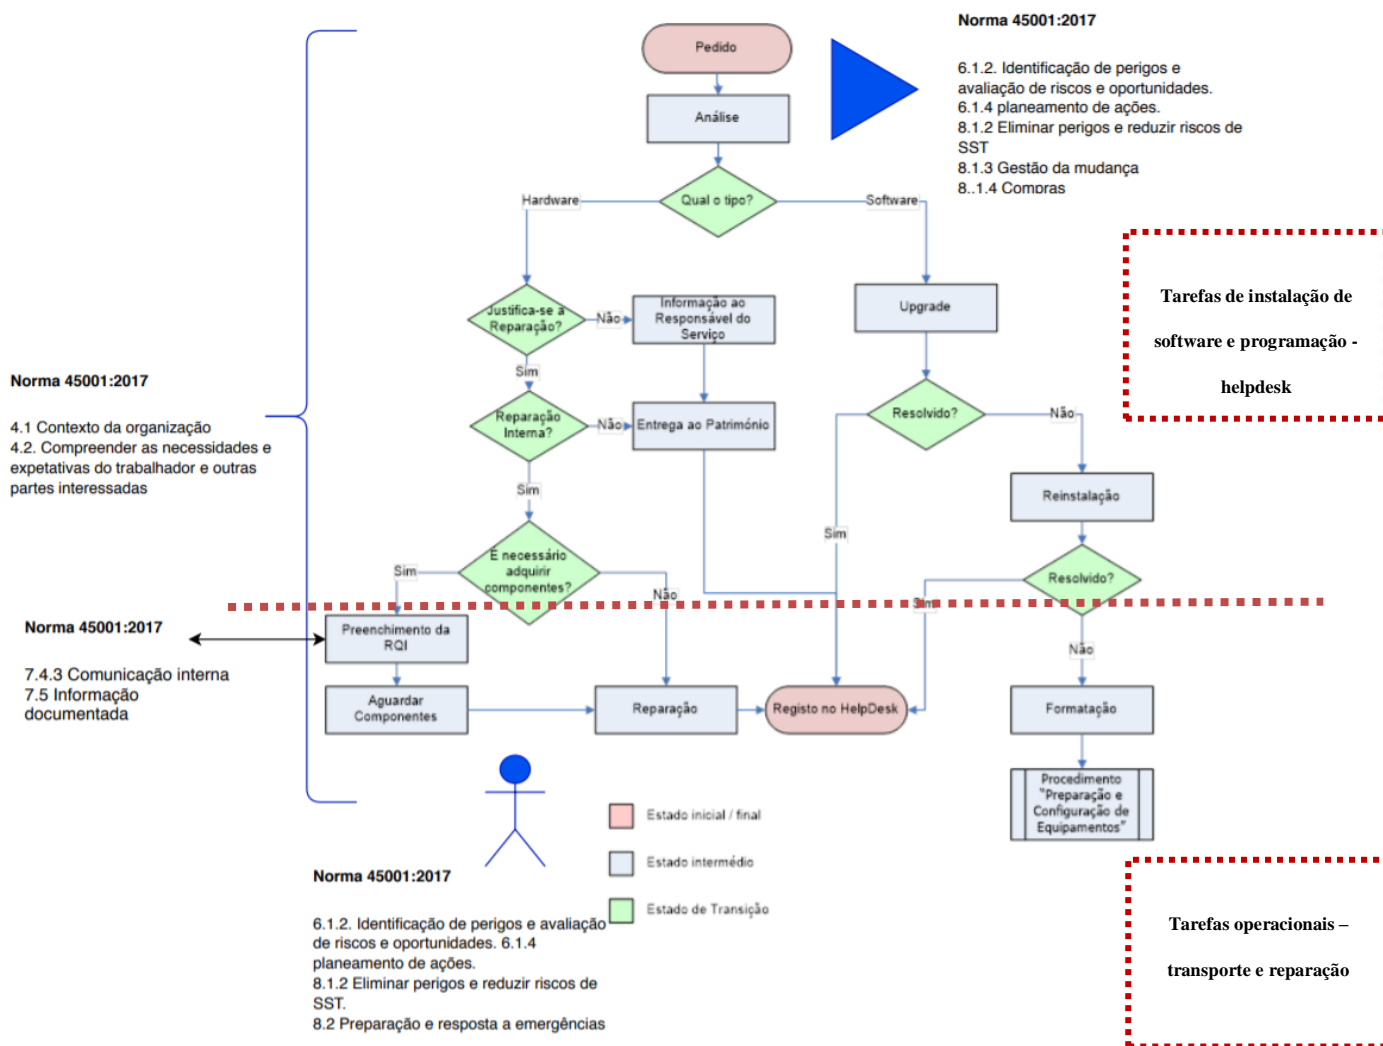 Norma 45001:2017
6.1.2. Identificação de perigos e
avaliação de riscos e oportunidades.
6.1.4 planeamento de ações.
8.1.2 Eliminar perigos e reduzir riscos de
SST
8.1.3 Gestão da mudança
8..1.4 Compras
Pedido
Análise
Qual o tipo?
Hardware
Software
Justifica-se a
Reparação?
Não
Informação ao
Responsável do
Serviço
Sim
Reparação
Interna?
Não
Entrega ao Património
Sim
É necessário
adquirir
componentes?
Sim
Não
Preenchimento da
RQI
Aguardar
Componentes
Reparação
Registo no HelpDesk
Upgrade
Resolvido?
Sim
Não
Reinstalação
Resolvido?
Sim
Não
Formatação
Procedimento
"Preparação e
Configuração de
Equipamentos"
Tarefas de instalação de
software e programação -
helpdesk
Norma 45001:2017
4.1 Contexto da organização
4.2. Compreender as necessidades e
expetativas do trabalhador e outras
partes interessadas
Norma 45001:2017
7.4.3 Comunicação interna
7.5 Informação
documentada
Estado inicial / final
Estado intermédio
Estado de Transição
Norma 45001:2017
6.1.2. Identificação de perigos e avaliação
de riscos e oportunidades. 6.1.4
planeamento de ações.
8.1.2 Eliminar perigos e reduzir riscos de
SST.
8.2 Preparação e resposta a emergências
Tarefas operacionais –
transporte e reparação